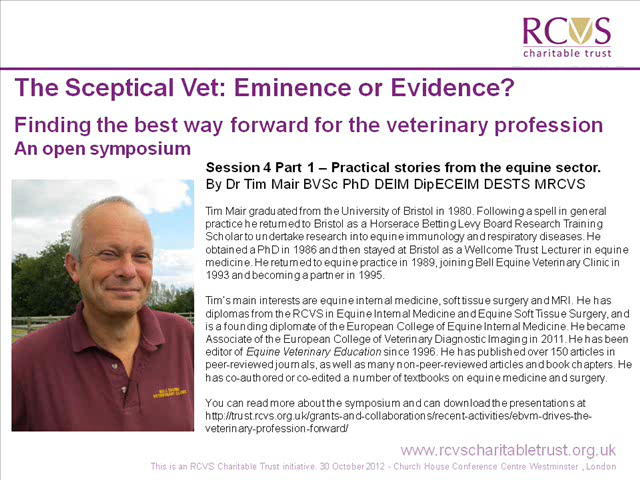 RCVS
charitable trust
The Sceptical Vet: Eminence or Evidence?
Finding the best way forward for the veterinary profession
An open symposium
Session 4 Part 1 – Practical stories from the equine sector.
By Dr Tim Mair BVSc PhD DEIM DipECEIM DESTS MRCVS
Tim Mair graduated from the University of Bristol in 1980. Following a spell in general
practice he returned to Bristol as a Horserace Betting Levy Board Research Training
Scholar to undertake research into equine immunology and respiratory diseases. He
obtained a PhD in 1986 and then stayed at Bristol as a Wellcome Trust Lecturer in equine
medicine. He returned to equine practice in 1989, joining Bell Equine Veterinary Clinic in
1993 and becoming a partner in 1995.
Tim's main interests are equine internal medicine, soft tissue surgery and MRI. He has
diplomas from the RCVS in Equine Internal Medicine and Equine Soft Tissue Surgery, and
is a founding diplomate of the European College of Equine Internal Medicine. He became
Associate of the European College of Veterinary Diagnostic Imaging in 2011. He has been
editor of Equine Veterinary Education since 1996. He has published over 150 articles in
peer-reviewed journals, as well as many non-peer-reviewed articles and book chapters. He
has co-authored or co-edited a number of textbooks on equine medicine and surgery.
You can read more about the symposium and can download the presentations at
http://trust.rcvs.org.uk/grants-and-collaborations/recent-activities/ebvm-drives-the-
veterinary-profession-forward/
BELL EQUINE
VETERINARY CLINIC
www.rcvscharitabletrust.org.uk
This is an RCVS Charitable Trust initiative. 30 October 2012 - Church House Conference Centre Westminster , London